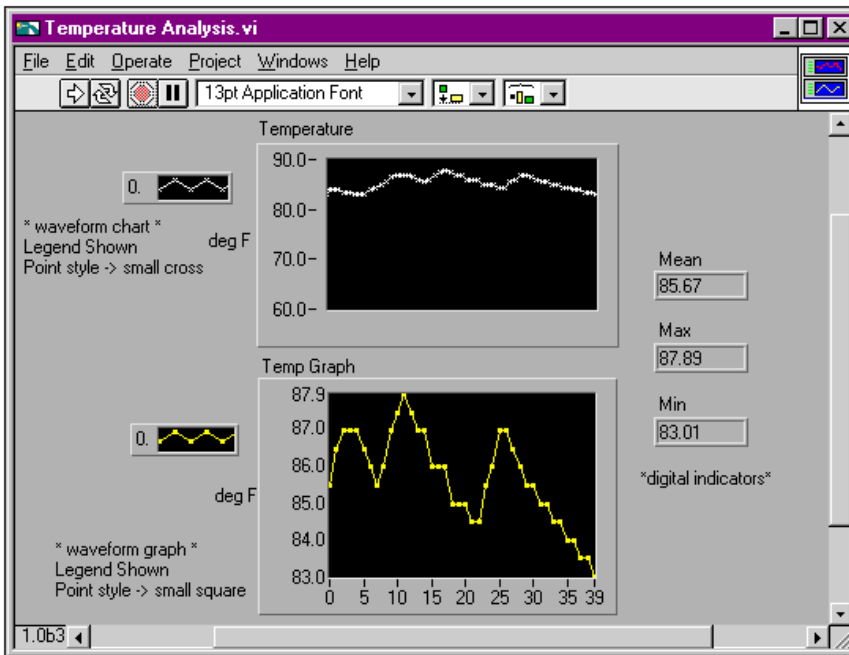 Temperature Analysis.vi
File Edit Operate Project Windows Help
13pt Application Font
Temperature
90.0
80.0
70.0
60.0
deg F
0.
* waveform chart *
Legend Shown
Point style -> small cross
Mean
85.67
Max
87.89
Min
83.01
*digital indicators*
Temp Graph
87.9
87.0
86.0
85.0
84.0
83.0
0 5 10 15 20 25 30 35 39
deg F
0.
* waveform graph *
Legend Shown
Point style -> small square
1.0b3